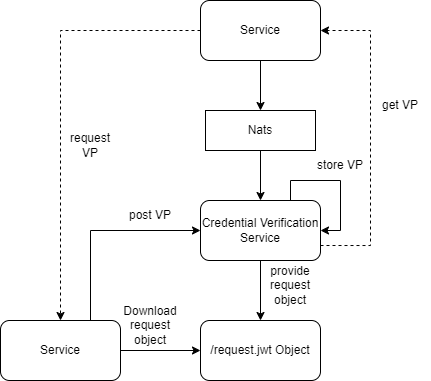 Service
get VP
request
VP
Nats
store VP
post VP
Credential Verification
Service
provide
request
object
Download
request
object
Service
/request.jwt Object